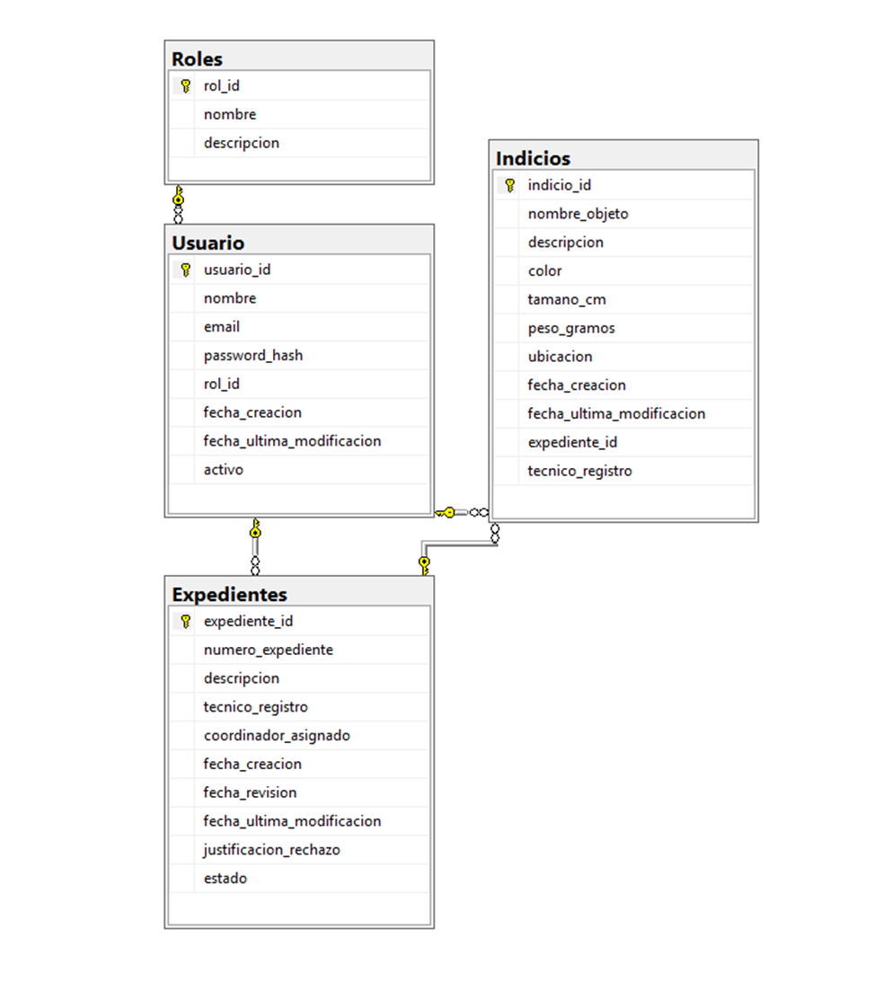 Roles
rol_id
nombre
descripcion
Usuario
usuario_id
nombre
email
password_hash
rol_id
fecha_creacion
fecha_ultima_modificacion
activo
Indicios
indicio_id
nombre_objeto
descripcion
color
tamano_cm
peso_gramos
ubicacion
fecha_creacion
fecha_ultima_modificacion
expediente_id
tecnico_registro
Expedientes
expediente_id
numero_expediente
descripcion
tecnico_registro
coordinador_asignado
fecha_creacion
fecha_revision
fecha_ultima_modificacion
justificacion_rechazo
estado